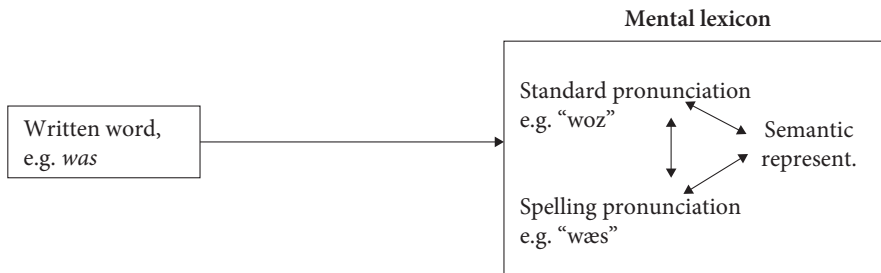 Mental lexicon
Written word,
e.g. was
Standard pronunciation
e.g. “woz”
Semantic
represent.
Spelling pronunciation
e.g. “wæs”